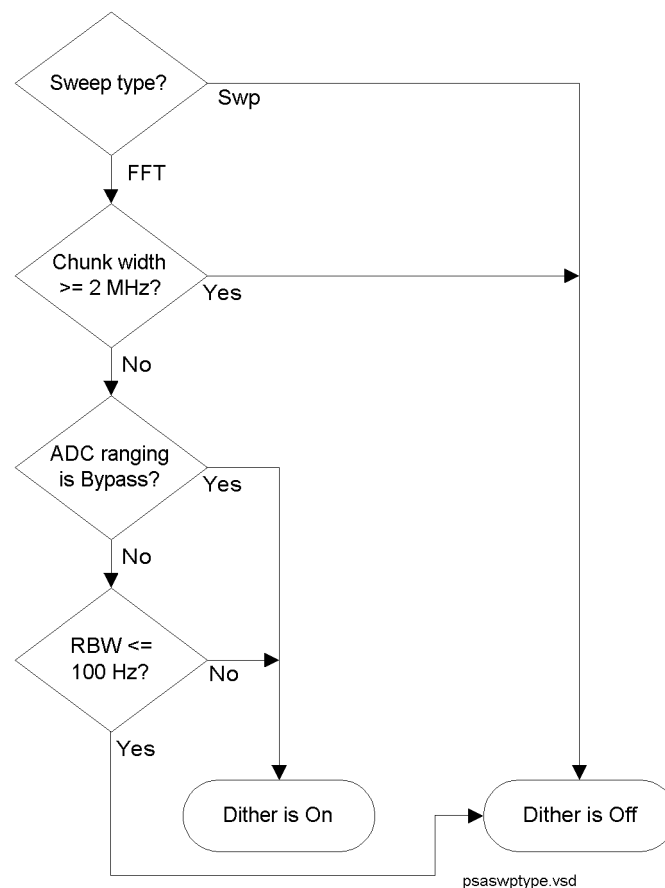 Sweep type?
Swp
FFT
Chunk width
>= 2 MHz?
Yes
No
ADC ranging
is Bypass?
Yes
No
RBW <=
100 Hz?
No
Yes
Dither is On
Dither is Off
psaswptype.vsd